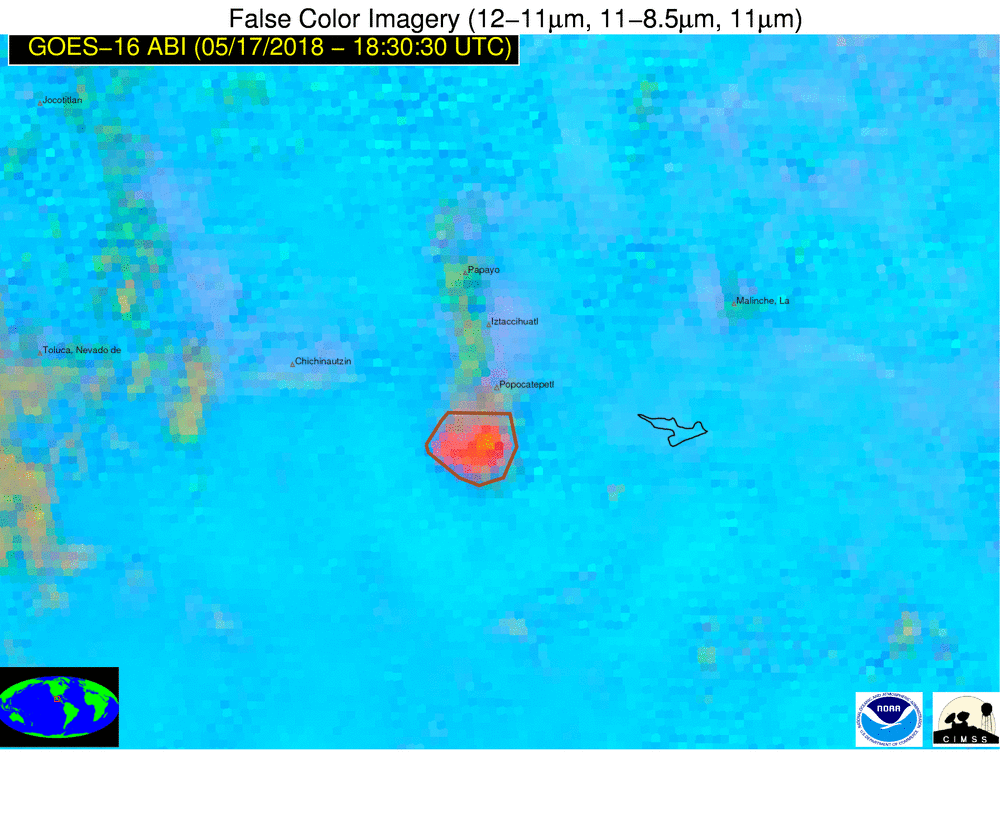 False Color Imagery (12−11µm, 11−8.5µm, 11µm)
GOES−16 ABI (05/17/2018 − 18:30:30 UTC)
Jocotitlan
Papayo
Malinche, La
Iztaccihuatl
Toluca, Nevado de
Chichinautzin
Popocatepetl
NOAA
CIMSS